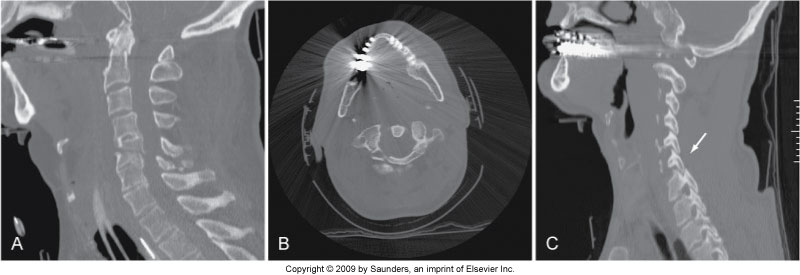 A
B
C
Copyright © 2009 by Saunders, an imprint of Elsevier Inc.